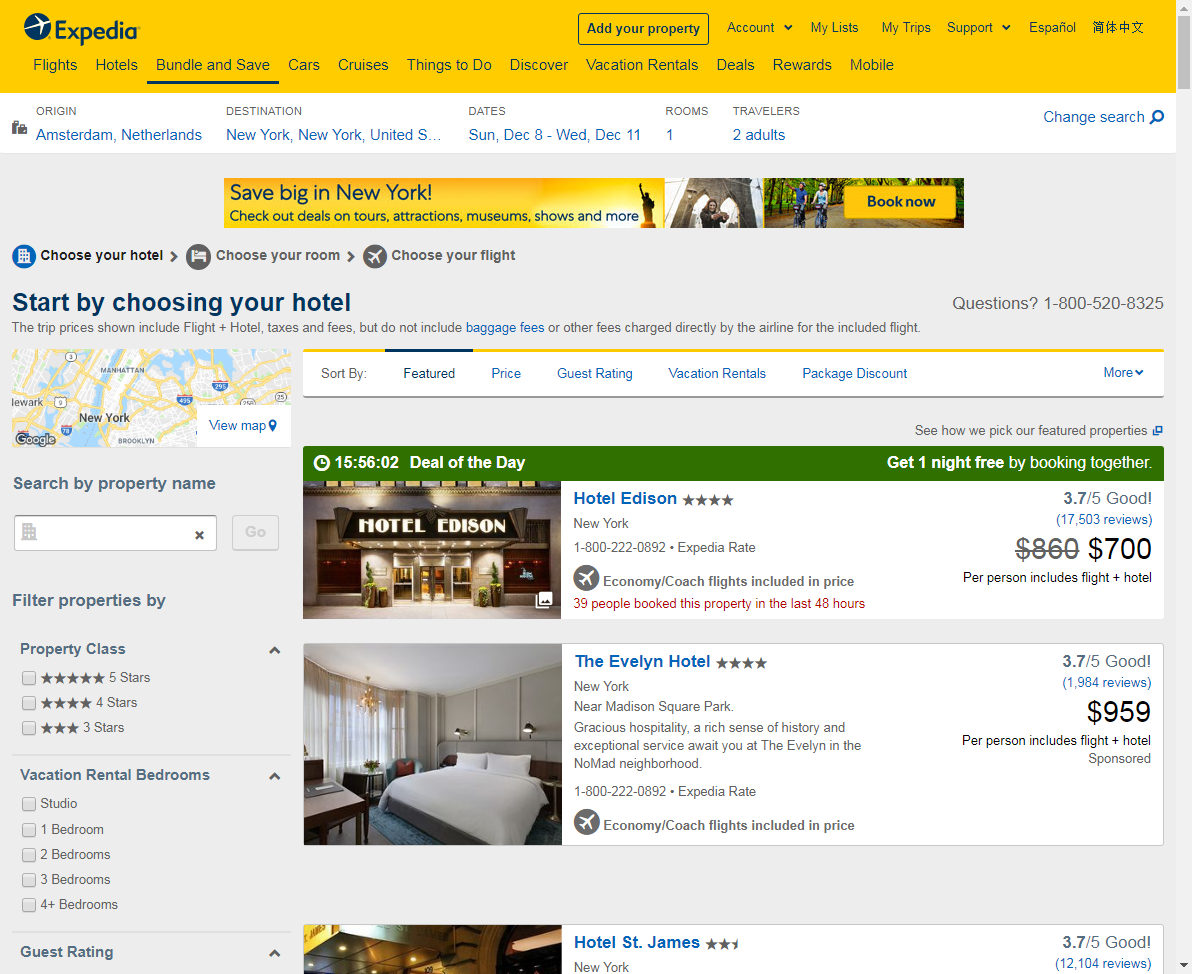 Expedia
Add your property
Account
My Lists
My Trips
Support
Español
简体中文
Flights
Hotels
Bundle and Save
Cars
Cruises
Things to Do
Discover
Vacation Rentals
Deals
Rewards
Mobile
ORIGIN
Amsterdam, Netherlands
DESTINATION
New York, New York, United S...
DATES
Sun, Dec 8 - Wed, Dec 11
ROOMS
1
TRAVELERS
2 adults
Change search
Save big in New York!
Check out deals on tours, attractions, museums, shows and more
Book now
Choose your hotel
Choose your room
Choose your flight
Start by choosing your hotel
Questions? 1-800-520-8325
The trip prices shown include Flight + Hotel, taxes and fees, but do not include baggage fees or other fees charged directly by the airline for the included flight.
MANHATTAN
3
495
295
25
ewark
9
New York
78
BROOKLYN
Google
View map
Sort By:
Featured
Price
Guest Rating
Vacation Rentals
Package Discount
More
See how we pick our featured properties
Search by property name
Go
Filter properties by
Property Class
5 Stars
4 Stars
3 Stars
Vacation Rental Bedrooms
Studio
1 Bedroom
2 Bedrooms
3 Bedrooms
4+ Bedrooms
Guest Rating
15:56:02 Deal of the Day
Get 1 night free by booking together.
HOTEL EDISON
Hotel Edison
New York
1-800-222-0892 • Expedia Rate
Economy/Coach flights included in price
39 people booked this property in the last 48 hours
3.7/5 Good!
(17,503 reviews)
$860 $700
Per person includes flight + hotel
The Evelyn Hotel
New York
Near Madison Square Park.
Gracious hospitality, a rich sense of history and
exceptional service await you at The Evelyn in the
NoMad neighborhood.
1-800-222-0892 • Expedia Rate
Economy/Coach flights included in price
3.7/5 Good!
(1,984 reviews)
$959
Per person includes flight + hotel
Sponsored
Hotel St. James
New York
3.7/5 Good!
(12,104 reviews)